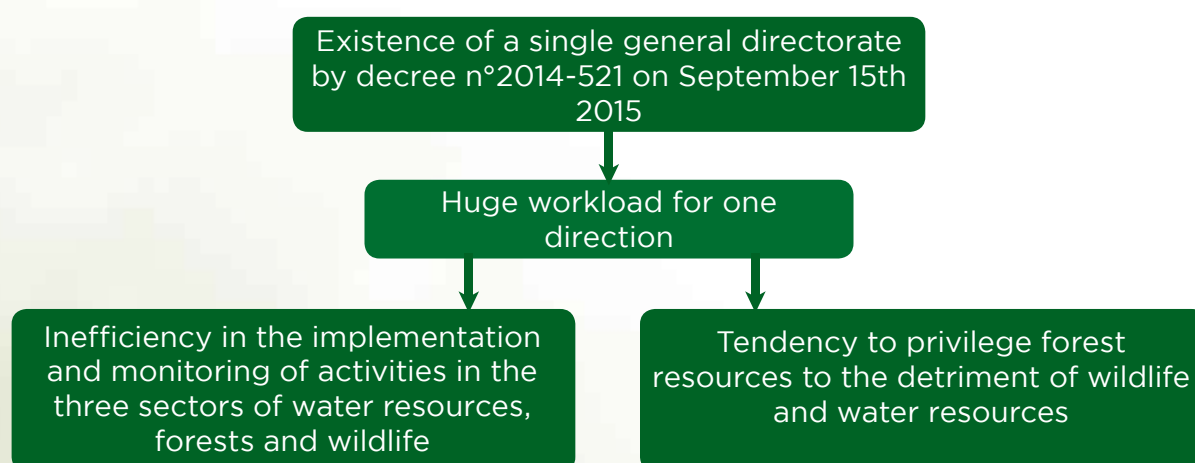 Existence of a single general directorate
by decree n°2014-521 on September 15th
2015
Huge workload for one
direction
Inefficiency in the implementation
and monitoring of activities in the
three sectors of water resources,
forests and wildlife
Tendency to privilege forest
resources to the detriment of wildlife
and water resources